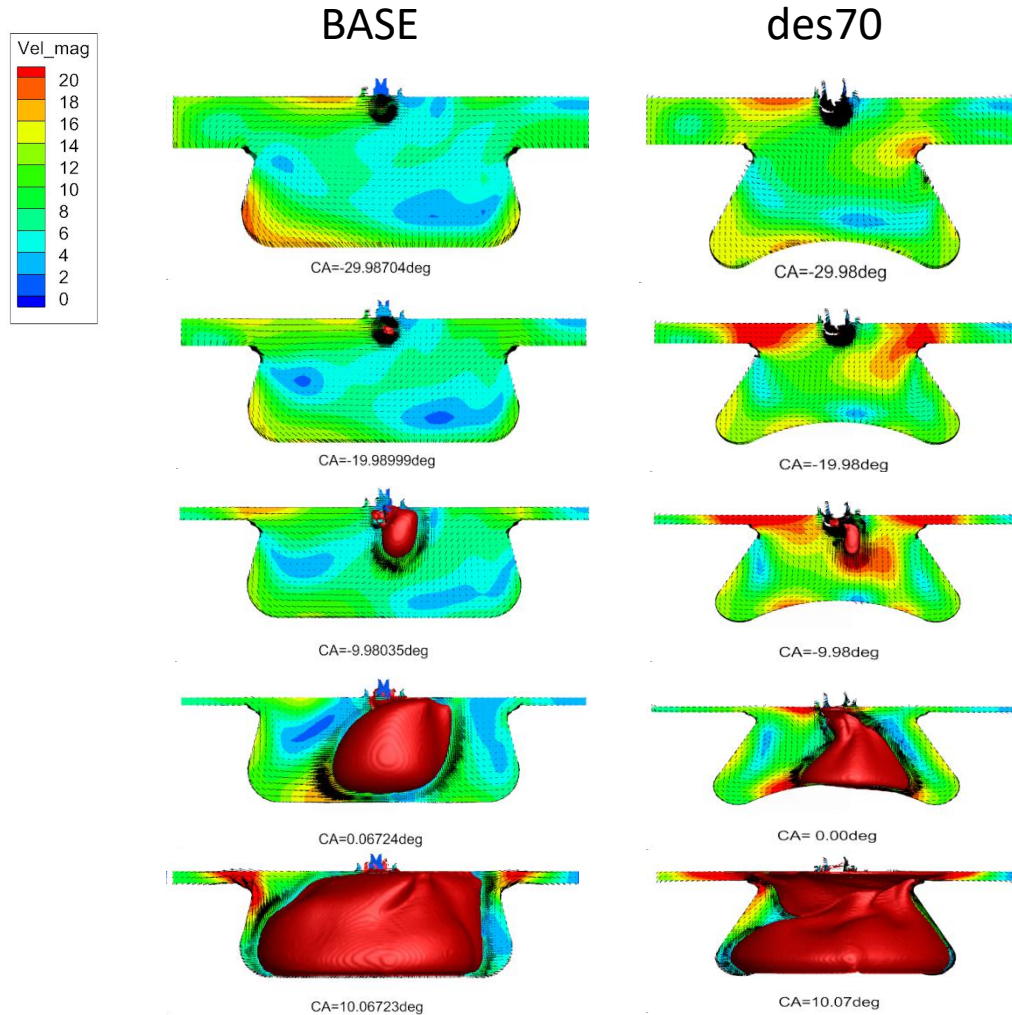 BASE
des70
Vel_mag
20
18
16
14
12
10
8
6
4
2
0
CA=-29.98704deg
CA=-29.98deg
CA=-19.98999deg
CA=-19.98deg
CA=-9.98035deg
CA=-9.98deg
CA=0.06724deg
CA= 0.00deg
CA=10.06723deg
CA=10.07deg